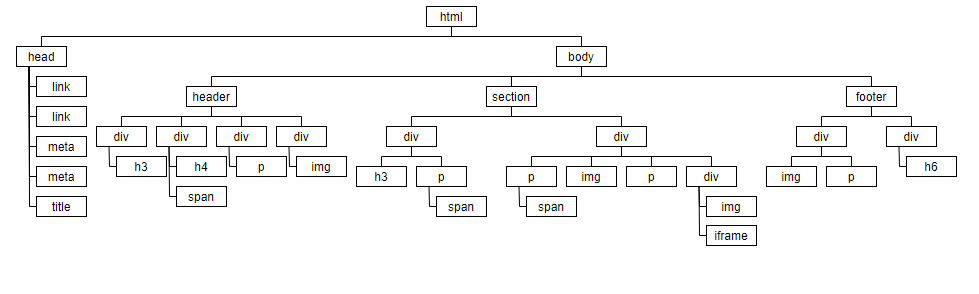 html
head
body
link
header
section
footer
link
div
div
div
div
div
div
div
div
meta
h3
h4
p
img
h3
p
p
img
p
div
img
p
h6
meta
span
span
span
img
title
iframe